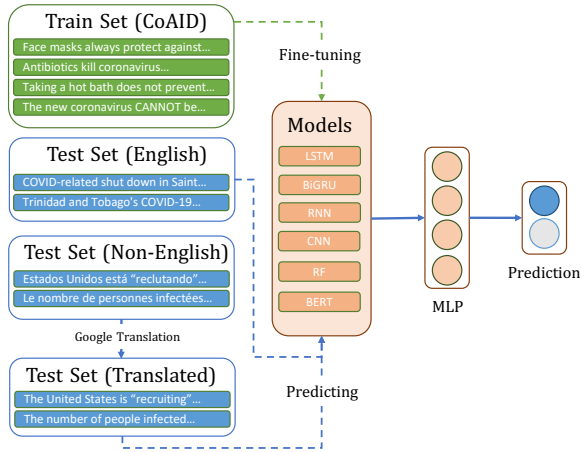 Train Set (CoAID)
Face masks always protect against...
Antibiotics kill coronavirus...
Taking a hot bath does not prevent...
The new coronavirus CANNOT be...
Fine-tuning
Test Set (English)
COVID-related shut down in Saint...
Trinidad and Tobago's COVID-19...
Test Set (Non-English)
Estados Unidos está “reclutando”...
Le nombre de personnes infectées...
Google Translation
Test Set (Translated)
The United States is “recruiting”...
The number of people infected...
Predicting
Models
LSTM
BiGRU
RNN
CNN
RF
BERT
MLP
Prediction